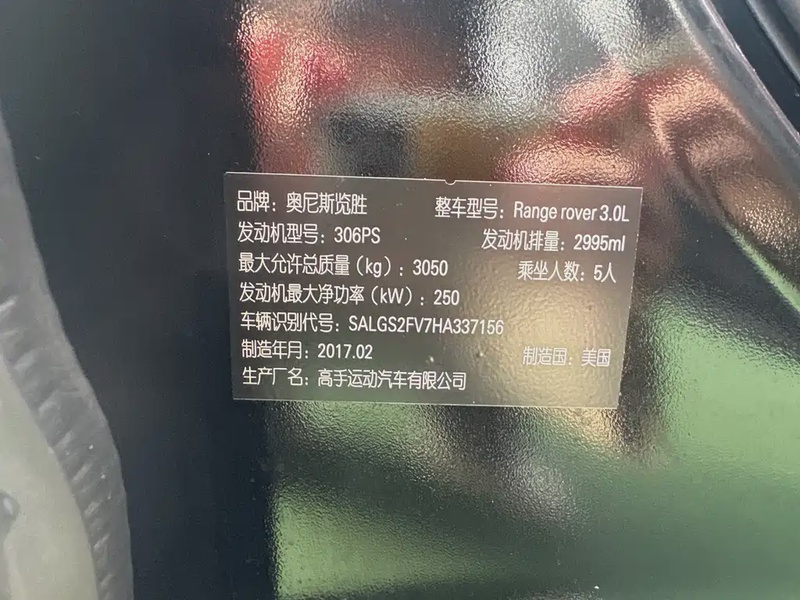 品牌：奥尼斯览胜 整车型号：Range rover 3.0L
发动机型号：306PS 发动机排量：2995ml
最大允许总质量（kg）：3050 乘坐人数：5人
发动机最大净功率（kW）：250
车辆识别代号：SALGS2FV7HA337156
制造年月：2017.02 制造国：美国
生产厂名：高手运动汽车有限公司